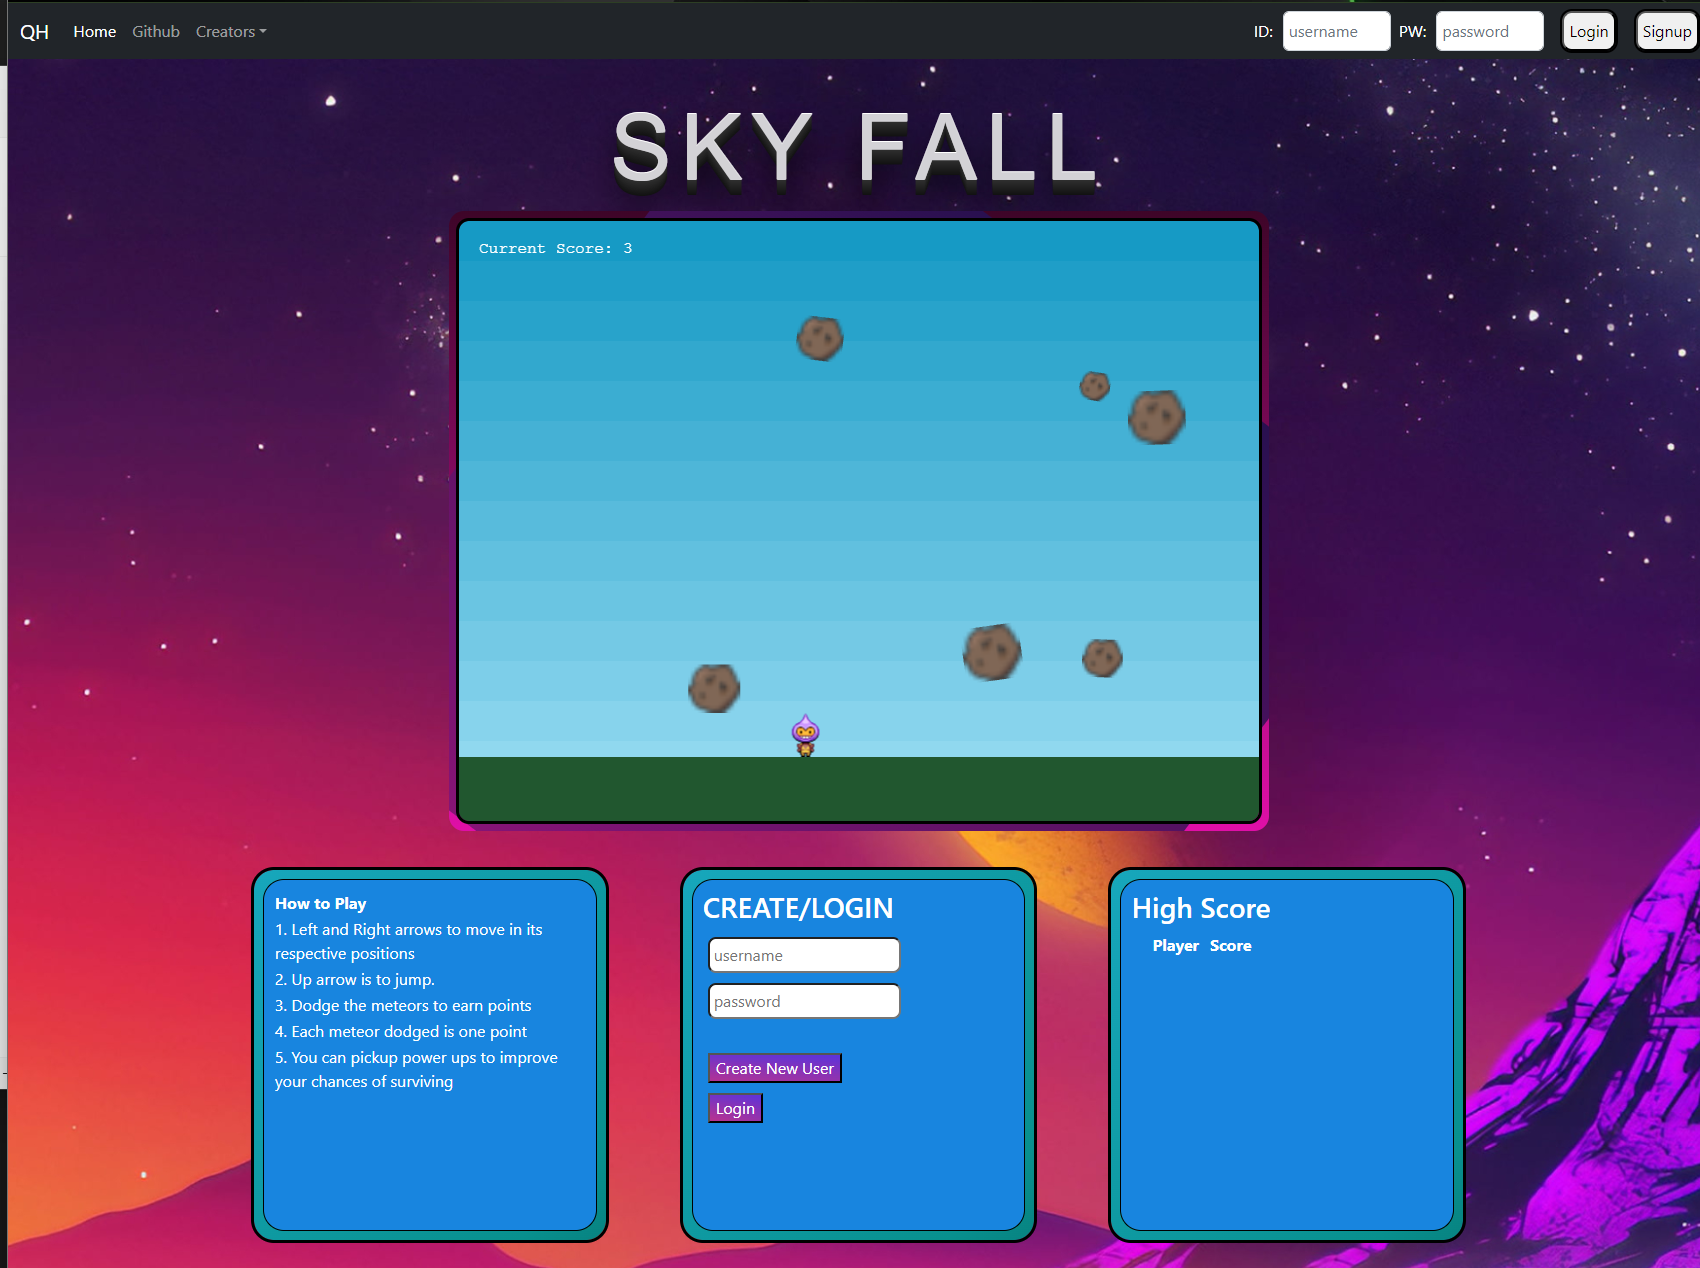 QH Home Github Creators ID: username PW: password Login Signup
SKY FALL
Current Score: 3
How to Play
1. Left and Right arrows to move in its
respective positions
2. Up arrow is to jump.
3. Dodge the meteors to earn points
4. Each meteor dodged is one point
5. You can pickup power ups to improve
your chances of surviving
CREATE/LOGIN
username
password
Create New User
Login
High Score
Player Score